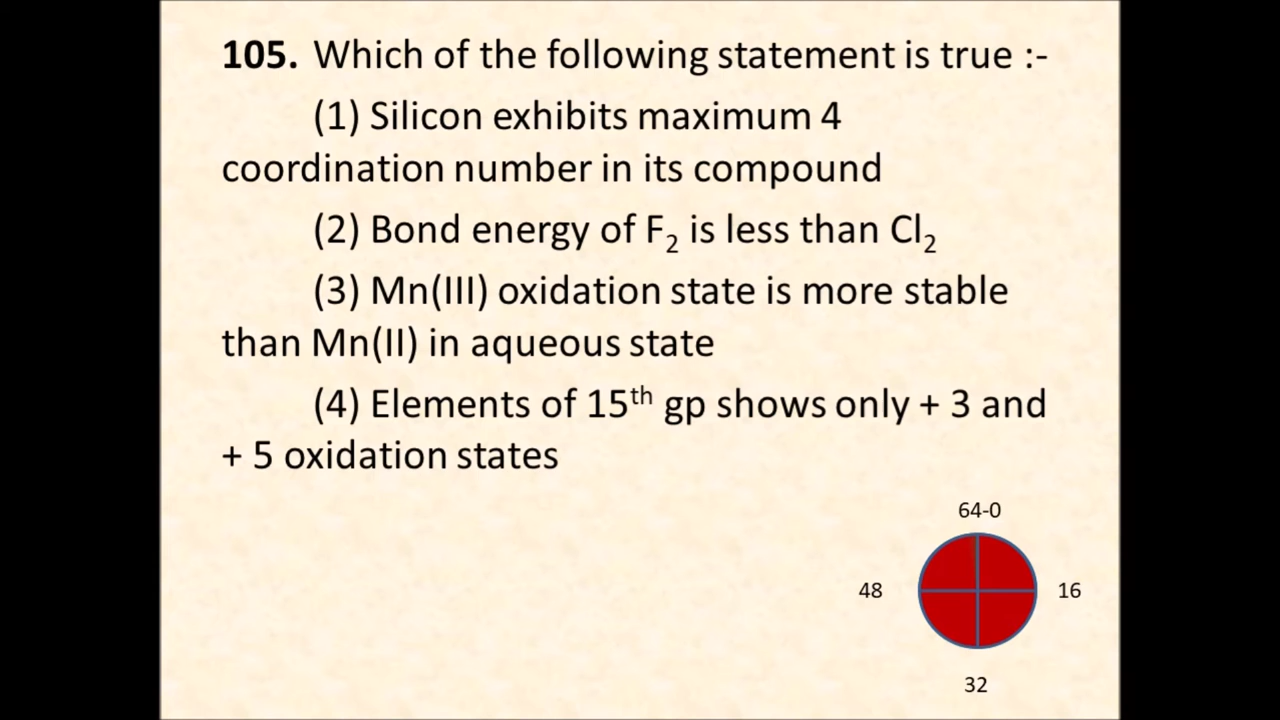 105. Which of the following statement is true :-
(1) Silicon exhibits maximum 4
coordination number in its compound
(2) Bond energy of F₂ is less than Cl₂
(3) Mn(III) oxidation state is more stable
than Mn(II) in aqueous state
(4) Elements of 15ᵗʰ gp shows only + 3 and
+ 5 oxidation states
64-0
48
16
32